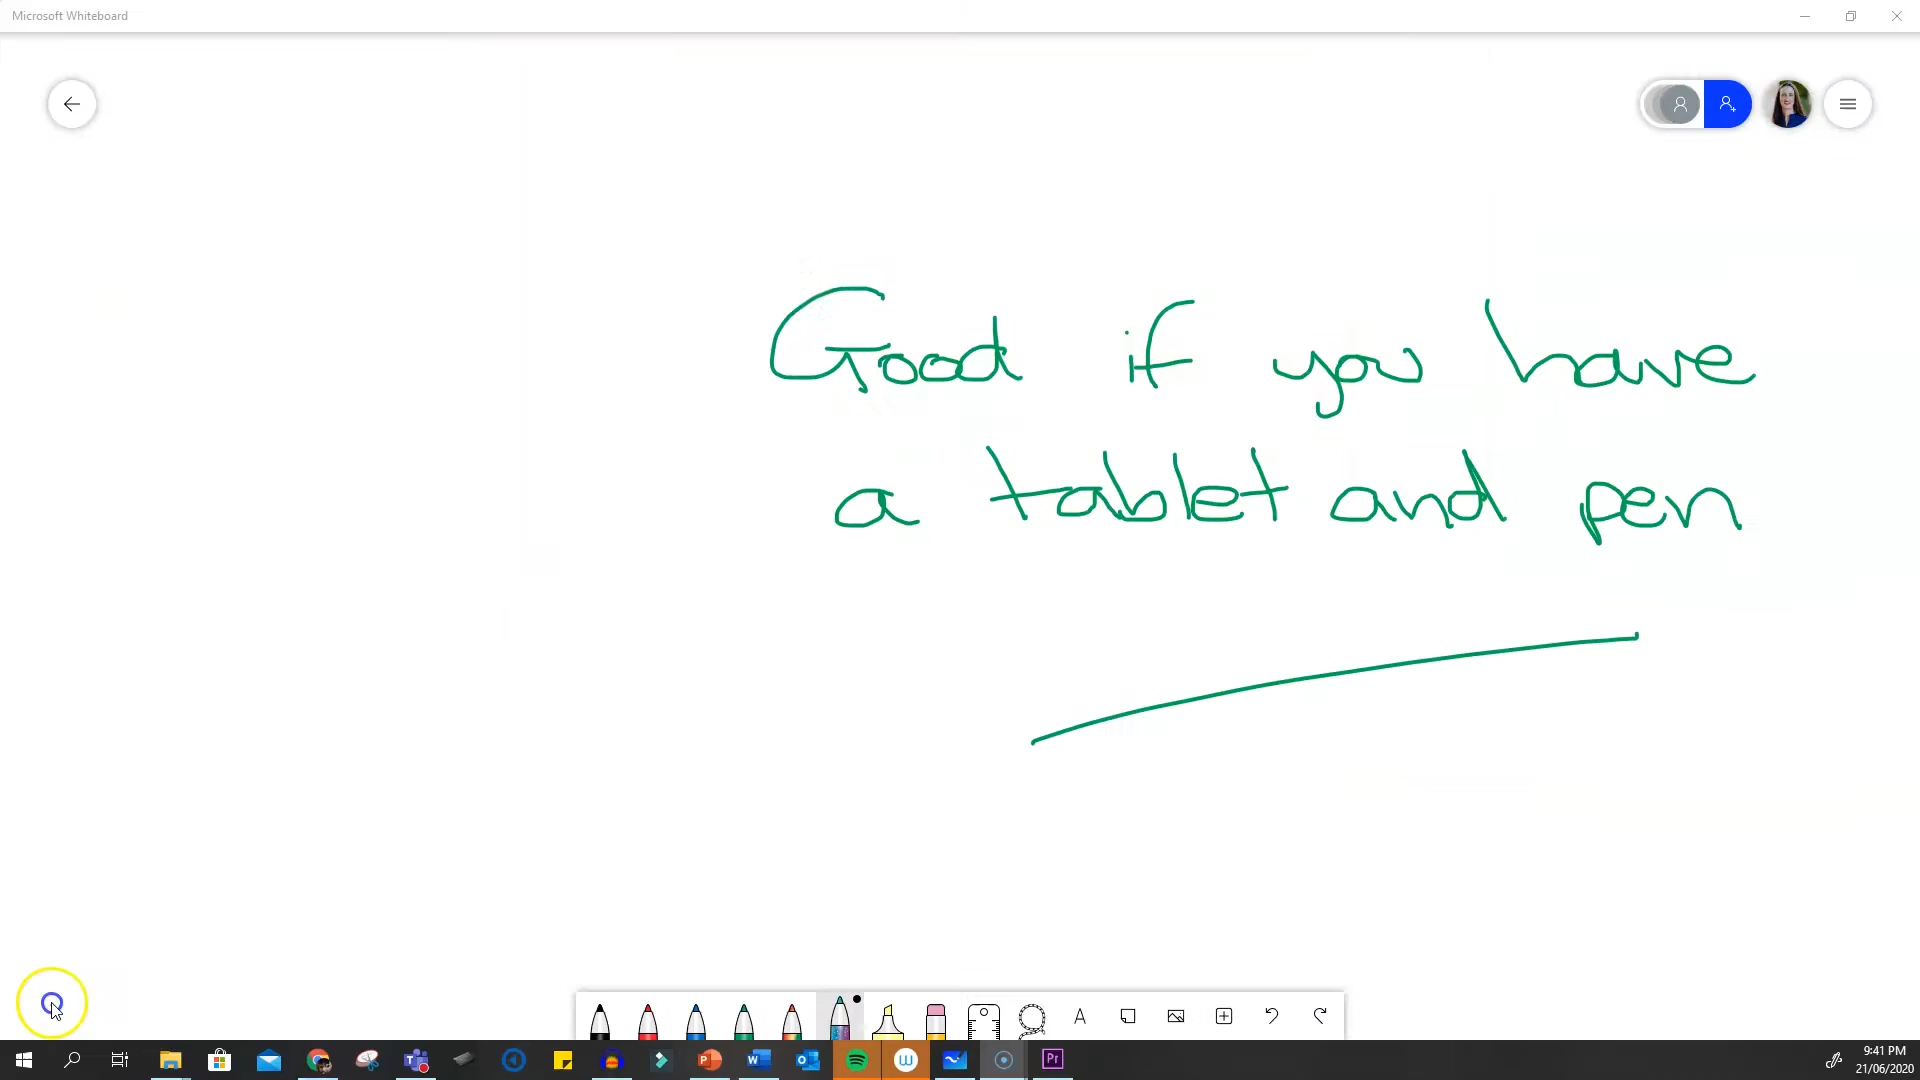 Microsoft Whiteboard
Good if you have
a tablet and pen
9:41 PM
21/06/2020